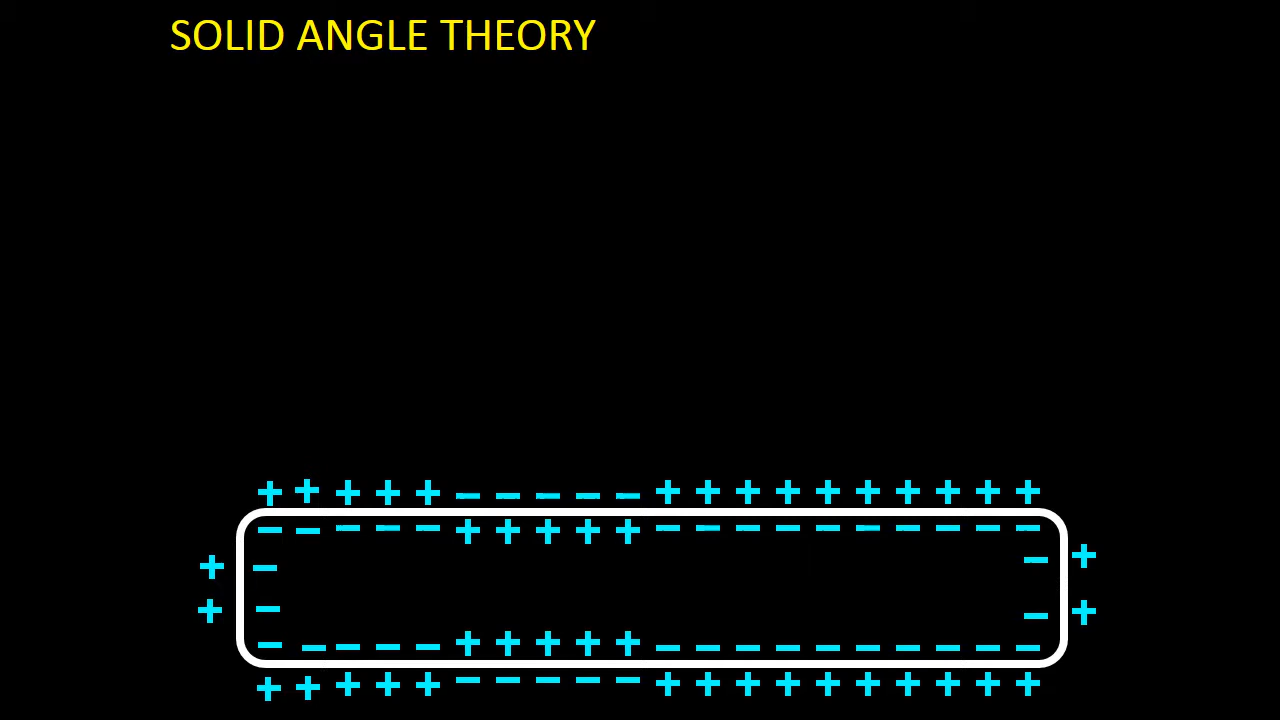 SOLID ANGLE THEORY
+ + + + + − − − − − + + + + + + + + + +
− − − − − + + + + + − − − − − − − − − −
+ − − +
+ − − +
− − − − − + + + + + − − − − − − − − − −
+ + + + + − − − − − + + + + + + + + + +